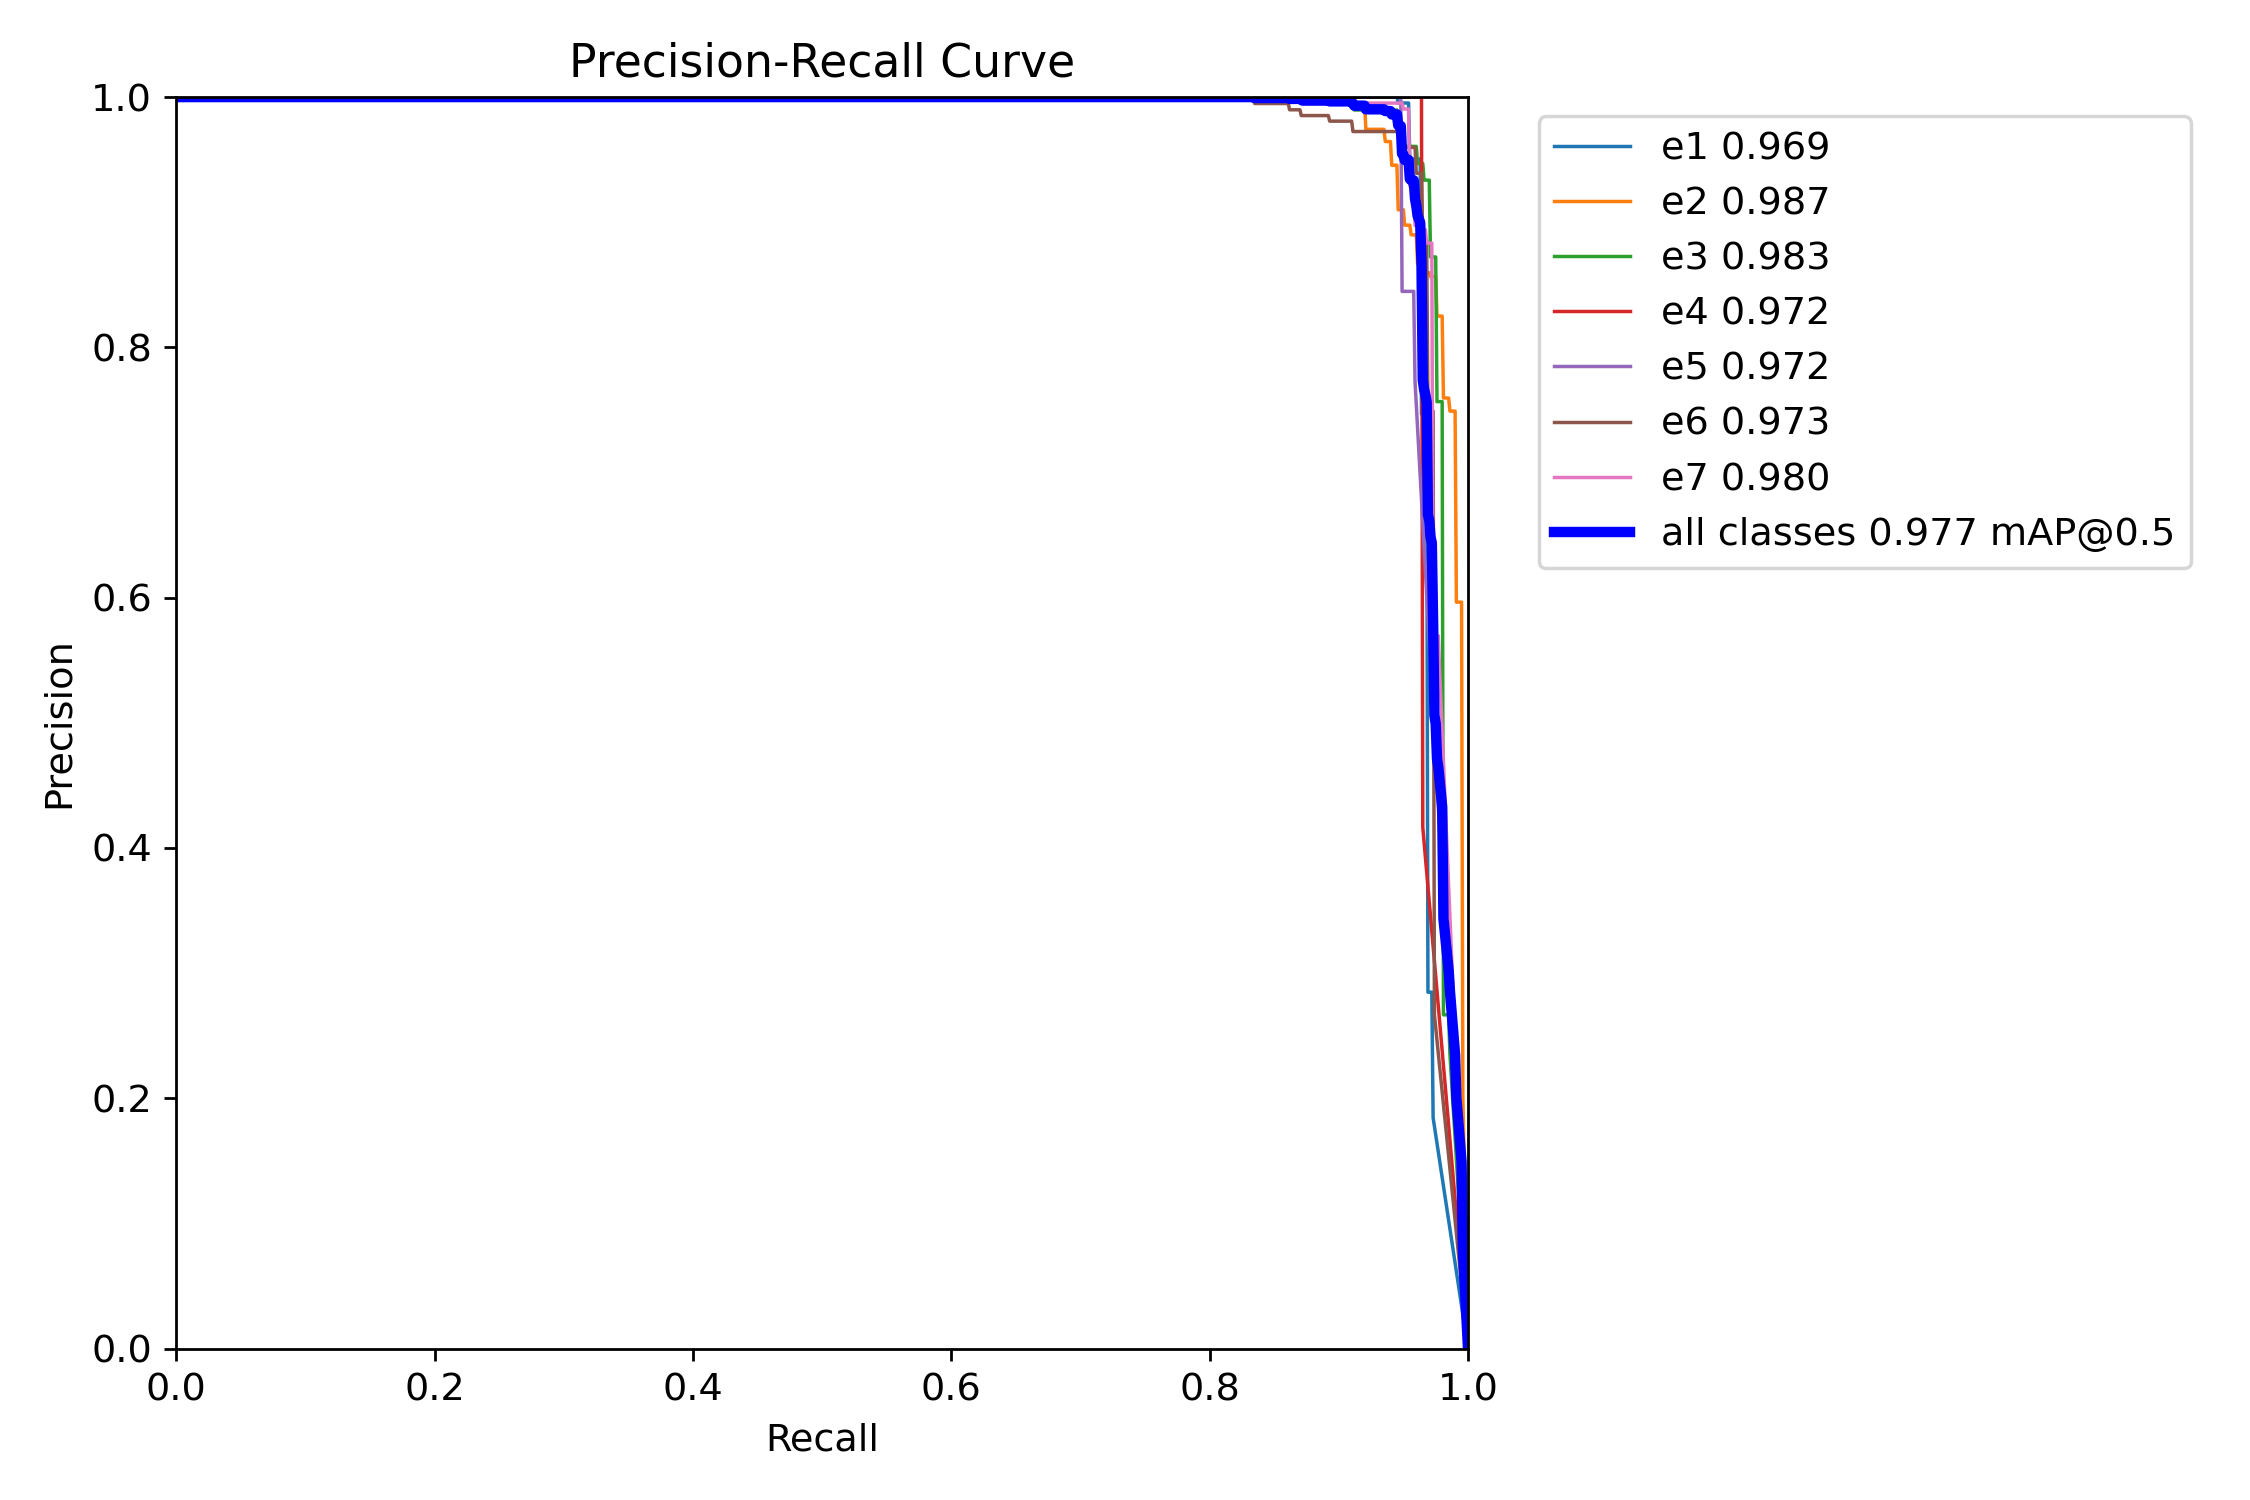 Precision-Recall Curve
1.0
0.8
0.6
0.4
0.2
0.0
Precision
0.0 0.2 0.4 0.6 0.8 1.0
Recall
e1 0.969
e2 0.987
e3 0.983
e4 0.972
e5 0.972
e6 0.973
e7 0.980
all classes 0.977 mAP@0.5